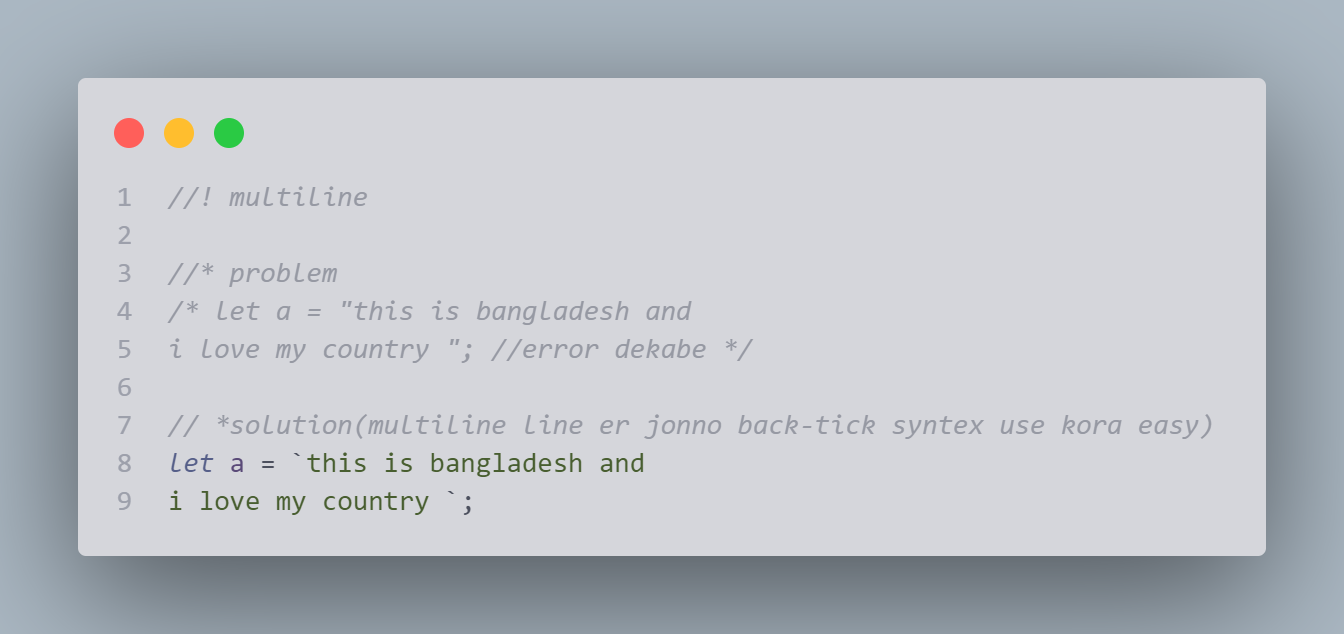 1 //! multiline
2
3 //* problem
4 /* let a = "this is bangladesh and
5 i love my country "; //error dekabe */
6
7 // *solution(multiline line er jonno back-tick syntex use kora easy)
8 let a = `this is bangladesh and
9 i love my country `;